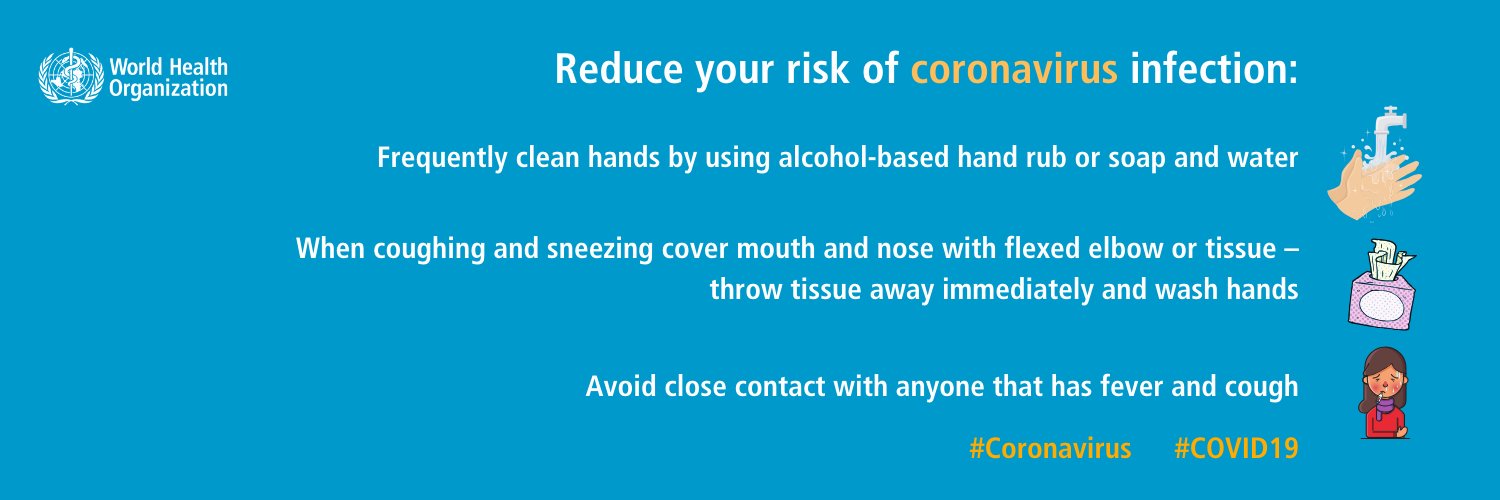 World Health
Organization
Reduce your risk of coronavirus infection:
Frequently clean hands by using alcohol-based hand rub or soap and water
When coughing and sneezing cover mouth and nose with flexed elbow or tissue –
throw tissue away immediately and wash hands
Avoid close contact with anyone that has fever and cough
#Coronavirus #COVID19